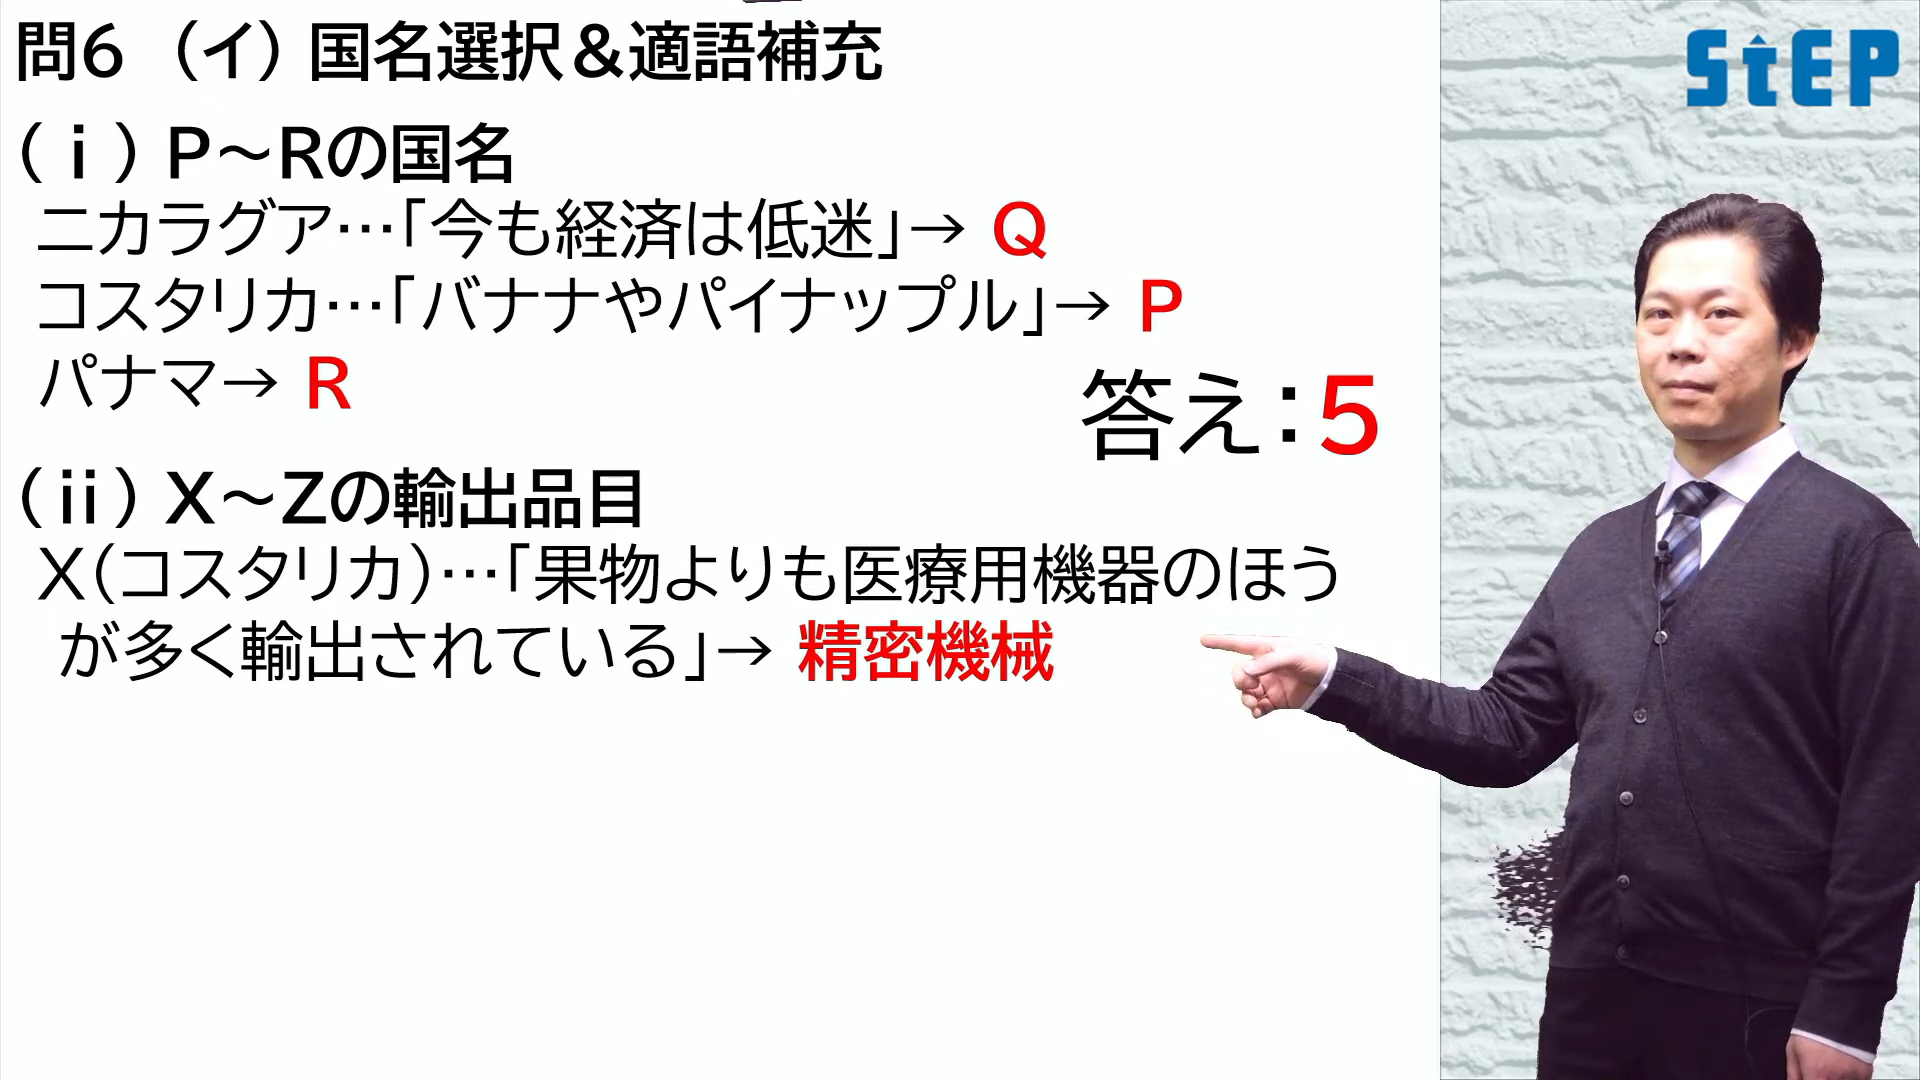 問6 （イ）国名選択＆適語補充
StEP
（ⅰ）P～Rの国名
ニカラグア…「今も経済は低迷」→ Q
コスタリカ…「バナナやパイナップル」→ P
パナマ→ R
答え：5
（ⅱ）X～Zの輸出品目
X（コスタリカ）…「果物よりも医療用機器のほう
が多く輸出されている」→ 精密機械